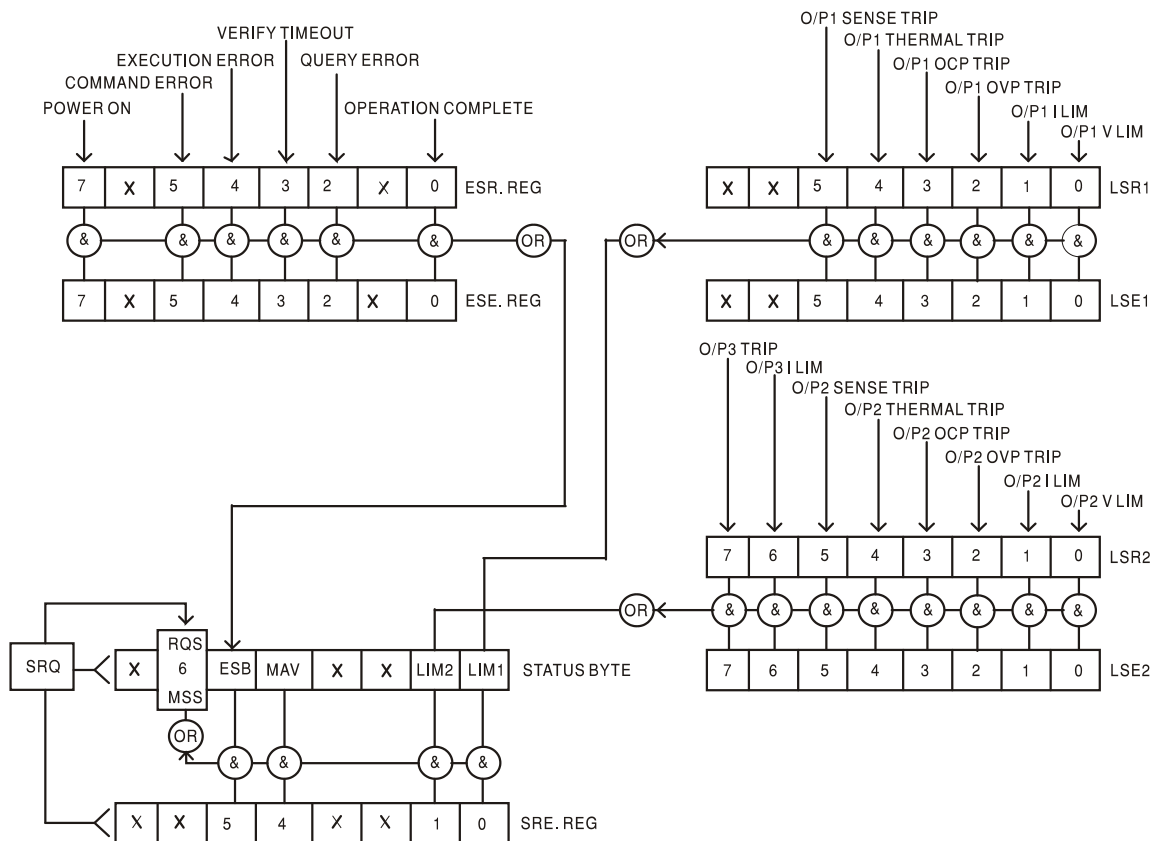 VERIFY TIMEOUT
EXECUTION ERROR
QUERY ERROR
COMMAND ERROR
POWER ON
OPERATION COMPLETE
7 X 5 4 3 2 X 0 ESR. REG
& & & & & & OR
7 X 5 4 3 2 X 0 ESE. REG
O/P1 SENSE TRIP
O/P1 THERMAL TRIP
O/P1 OCP TRIP
O/P1 OVP TRIP
O/P1 I LIM
O/P1 V LIM
X X 5 4 3 2 1 0 LSR1
OR & & & & & &
X X 5 4 3 2 1 0 LSE1
O/P3 TRIP
O/P3 I LIM
O/P2 SENSE TRIP
O/P2 THERMAL TRIP
O/P2 OCP TRIP
O/P2 OVP TRIP
O/P2 I LIM
O/P2 V LIM
7 6 5 4 3 2 1 0 LSR2
OR & & & & & & & &
7 6 5 4 3 2 1 0 LSE2
RQS
SRQ X 6 ESB MAV X X LIM2 LIM1 STATUS BYTE
MSS
OR
& & & &
X X 5 4 X X 1 0 SRE. REG